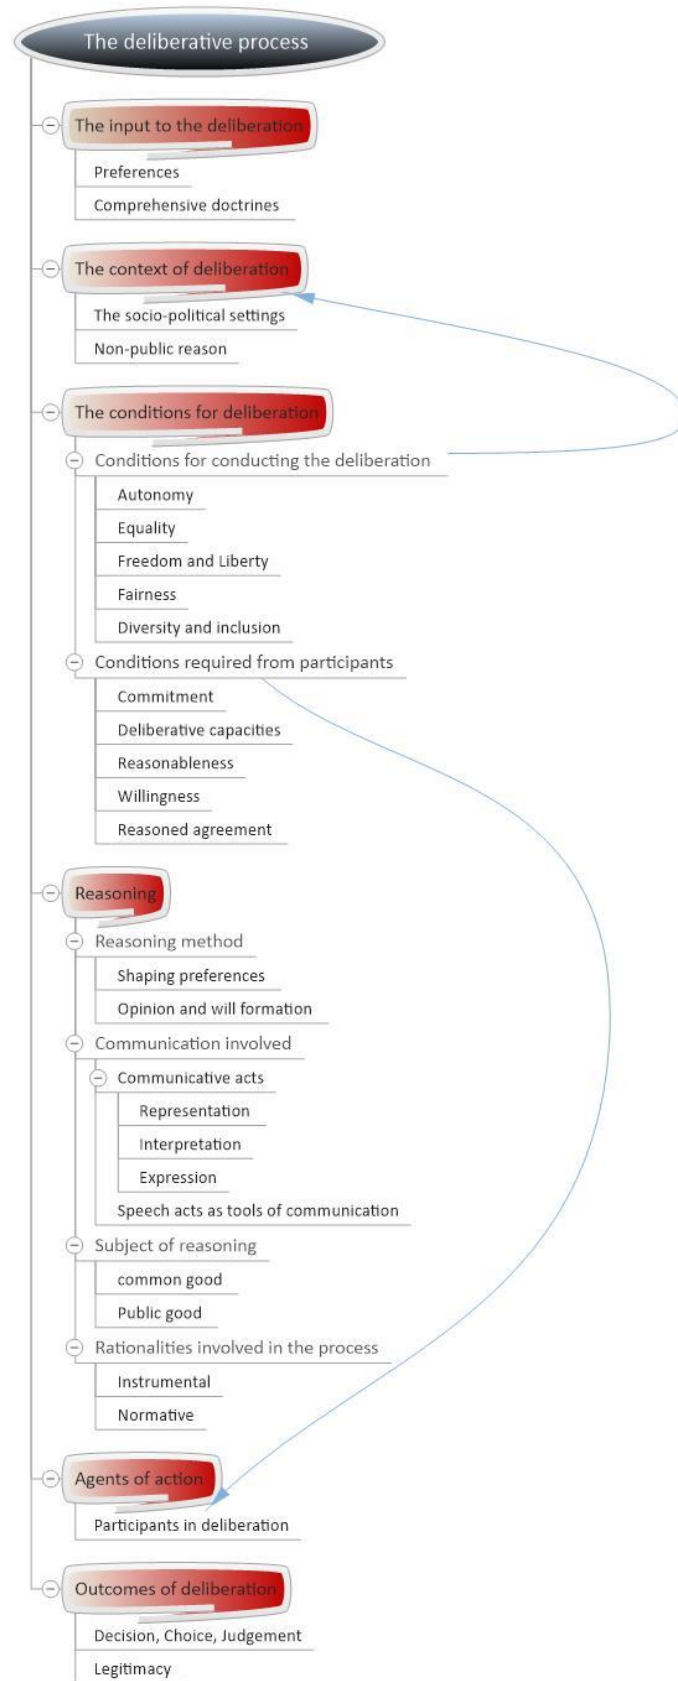 The deliberative process
The input to the deliberation
Preferences
Comprehensive doctrines
The context of deliberation
The socio-political settings
Non-public reason
The conditions for deliberation
Conditions for conducting the deliberation
Autonomy
Equality
Freedom and Liberty
Fairness
Diversity and inclusion
Conditions required from participants
Commitment
Deliberative capacities
Reasonableness
Willingness
Reasoned agreement
Reasoning
Reasoning method
Shaping preferences
Opinion and will formation
Communication involved
Communicative acts
Representation
Interpretation
Expression
Speech acts as tools of communication
Subject of reasoning
common good
Public good
Rationalities involved in the process
Instrumental
Normative
Agents of action
Participants in deliberation
Outcomes of deliberation
Decision, Choice, Judgement
Legitimacy